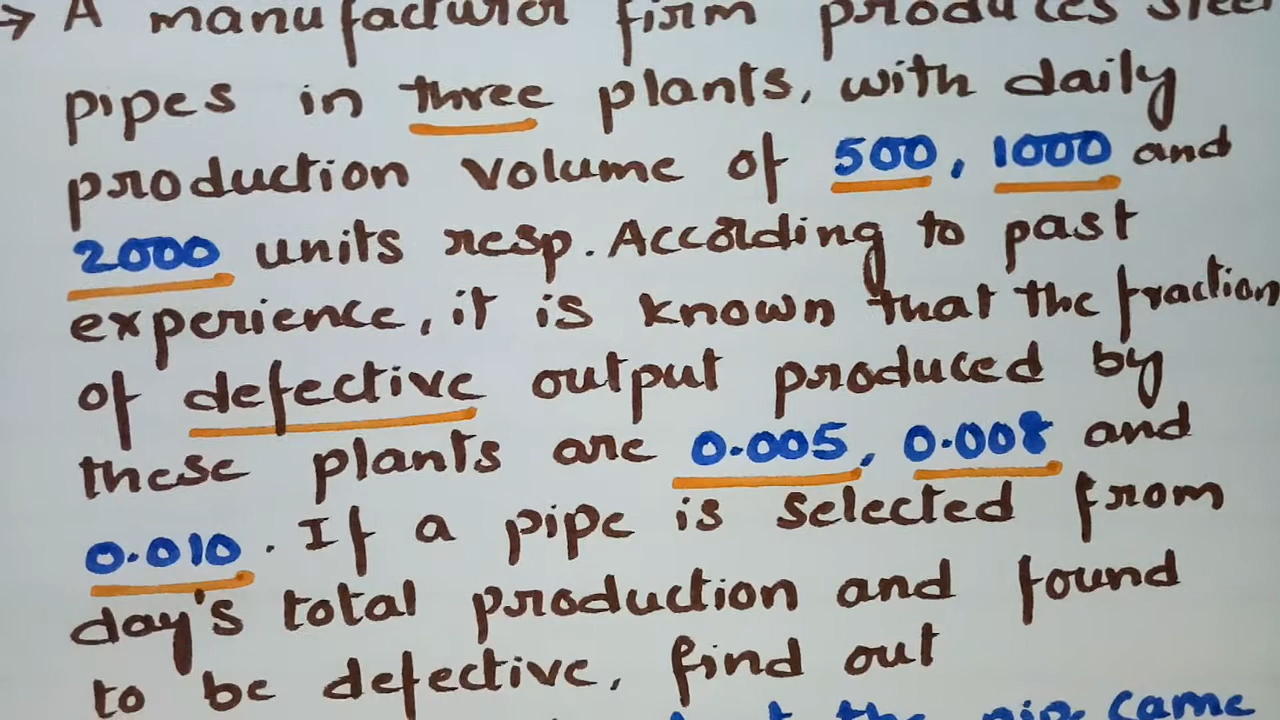 → A manufacturer firm produces steel
pipes in three plants, with daily
production volume of 500, 1000 and
2000 units resp. According to past
experience, it is known that the fraction
of defective output produced by
these plants are 0.005, 0.008 and
0.010. If a pipe is selected from
day's total production and found
to be defective, find out
the pipe came